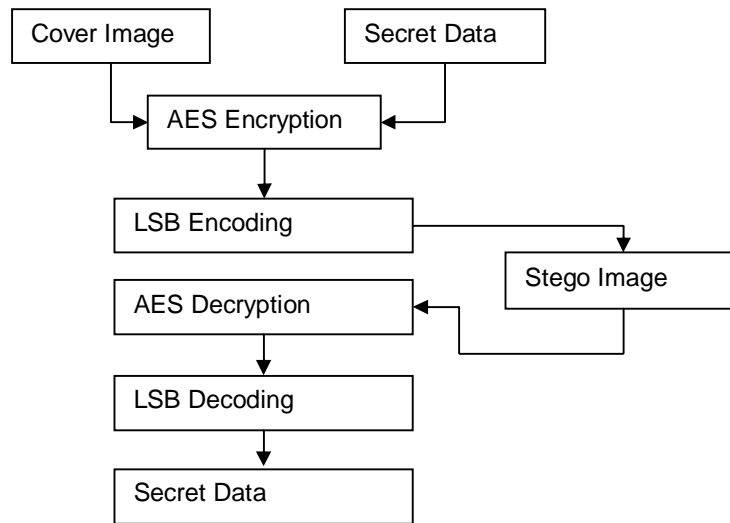 Cover Image
Secret Data
AES Encryption
LSB Encoding
Stego Image
AES Decryption
LSB Decoding
Secret Data